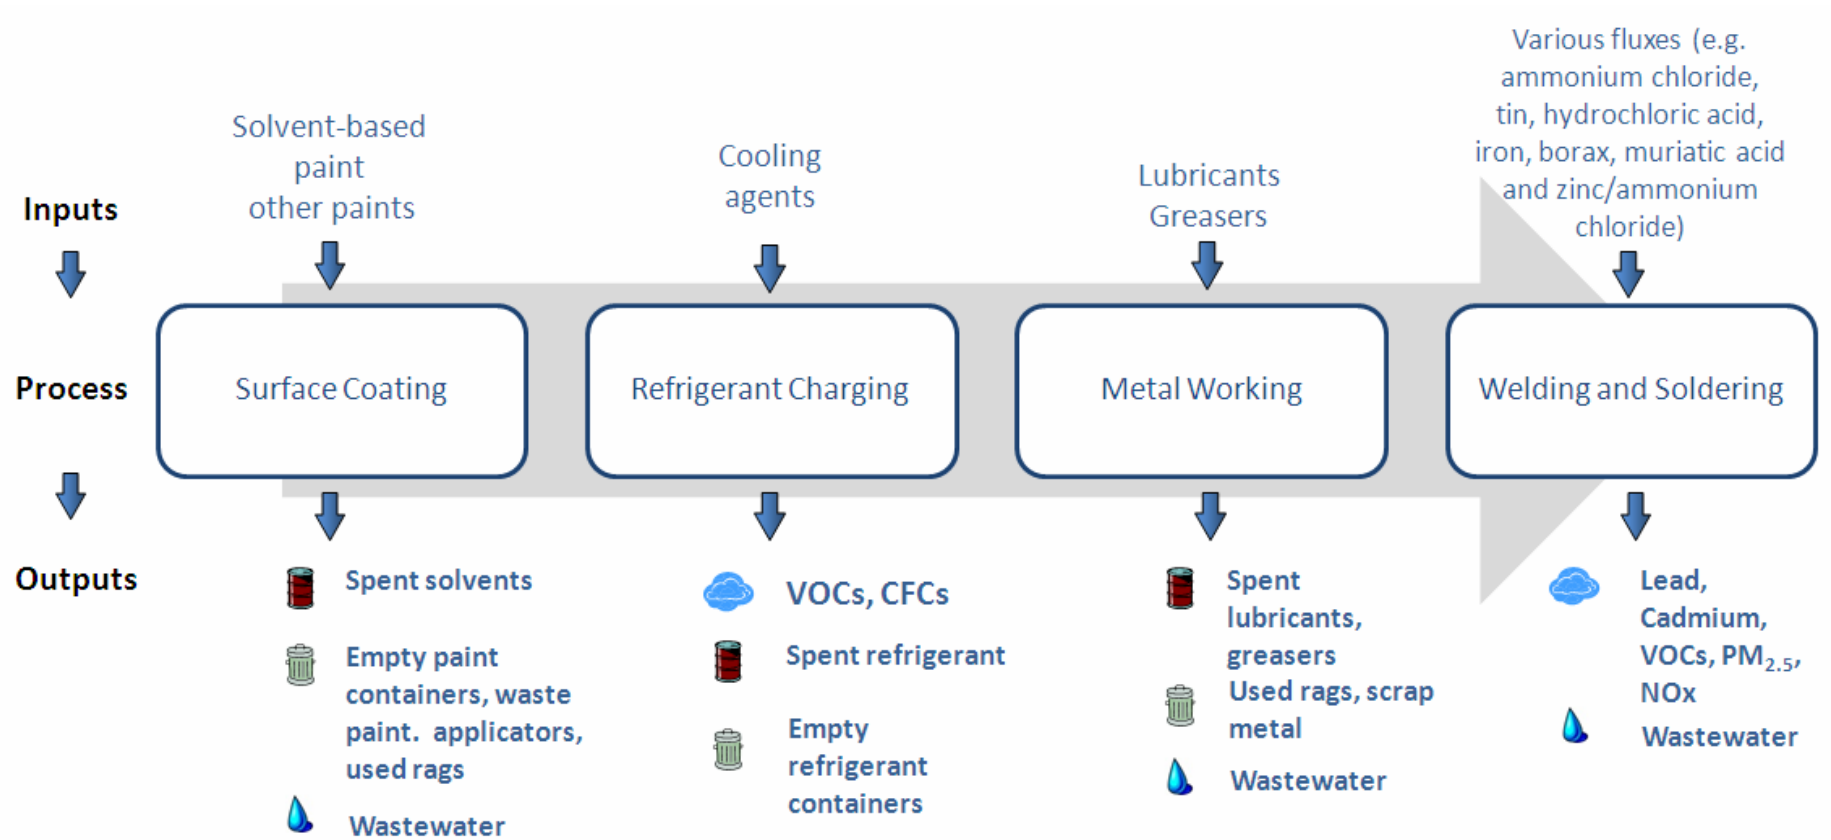 Inputs
Process
Outputs
Solvent-based
paint
other paints
Surface Coating
Spent solvents
Empty paint
containers, waste
paint. applicators,
used rags
Wastewater
Cooling
agents
Refrigerant Charging
VOCs, CFCs
Spent refrigerant
Empty
refrigerant
containers
Lubricants
Greasers
Metal Working
Spent
lubricants,
greasers
Used rags, scrap
metal
Wastewater
Various fluxes (e.g.
ammonium chloride,
tin, hydrochloric acid,
iron, borax, muriatic acid
and zinc/ammonium
chloride)
Welding and Soldering
Lead,
Cadmium,
VOCs, PM2.5,
NOx
Wastewater